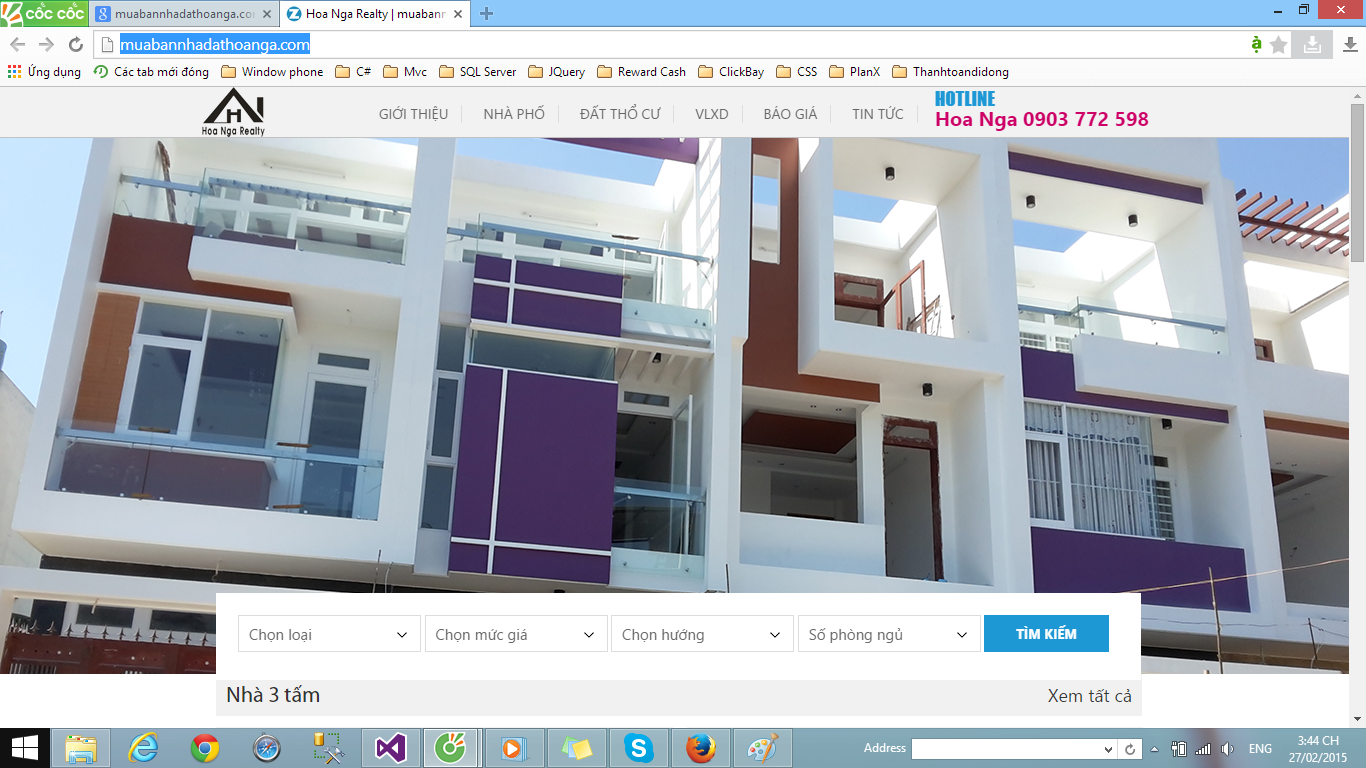 CỐC CỐC
muabannhadathoanga.co
Hoa Nga Realty | muabann
muabannhadathoanga.com
Ứng dụng
Các tab mới đóng
Window phone
C#
Mvc
SQL Server
JQuery
Reward Cash
ClickBay
CSS
PlanX
Thanhtoandidong
H
Hoa Nga Realty
GIỚI THIỆU
NHÀ PHỐ
ĐẤT THỔ CƯ
VLXD
BÁO GIÁ
TIN TỨC
HOTLINE
Hoa Nga 0903 772 598
Chọn loại
Chọn mức giá
Chọn hướng
Số phòng ngủ
TÌM KIẾM
Nhà 3 tấm
Xem tất cả
Address
ENG
3:44 CH
27/02/2015